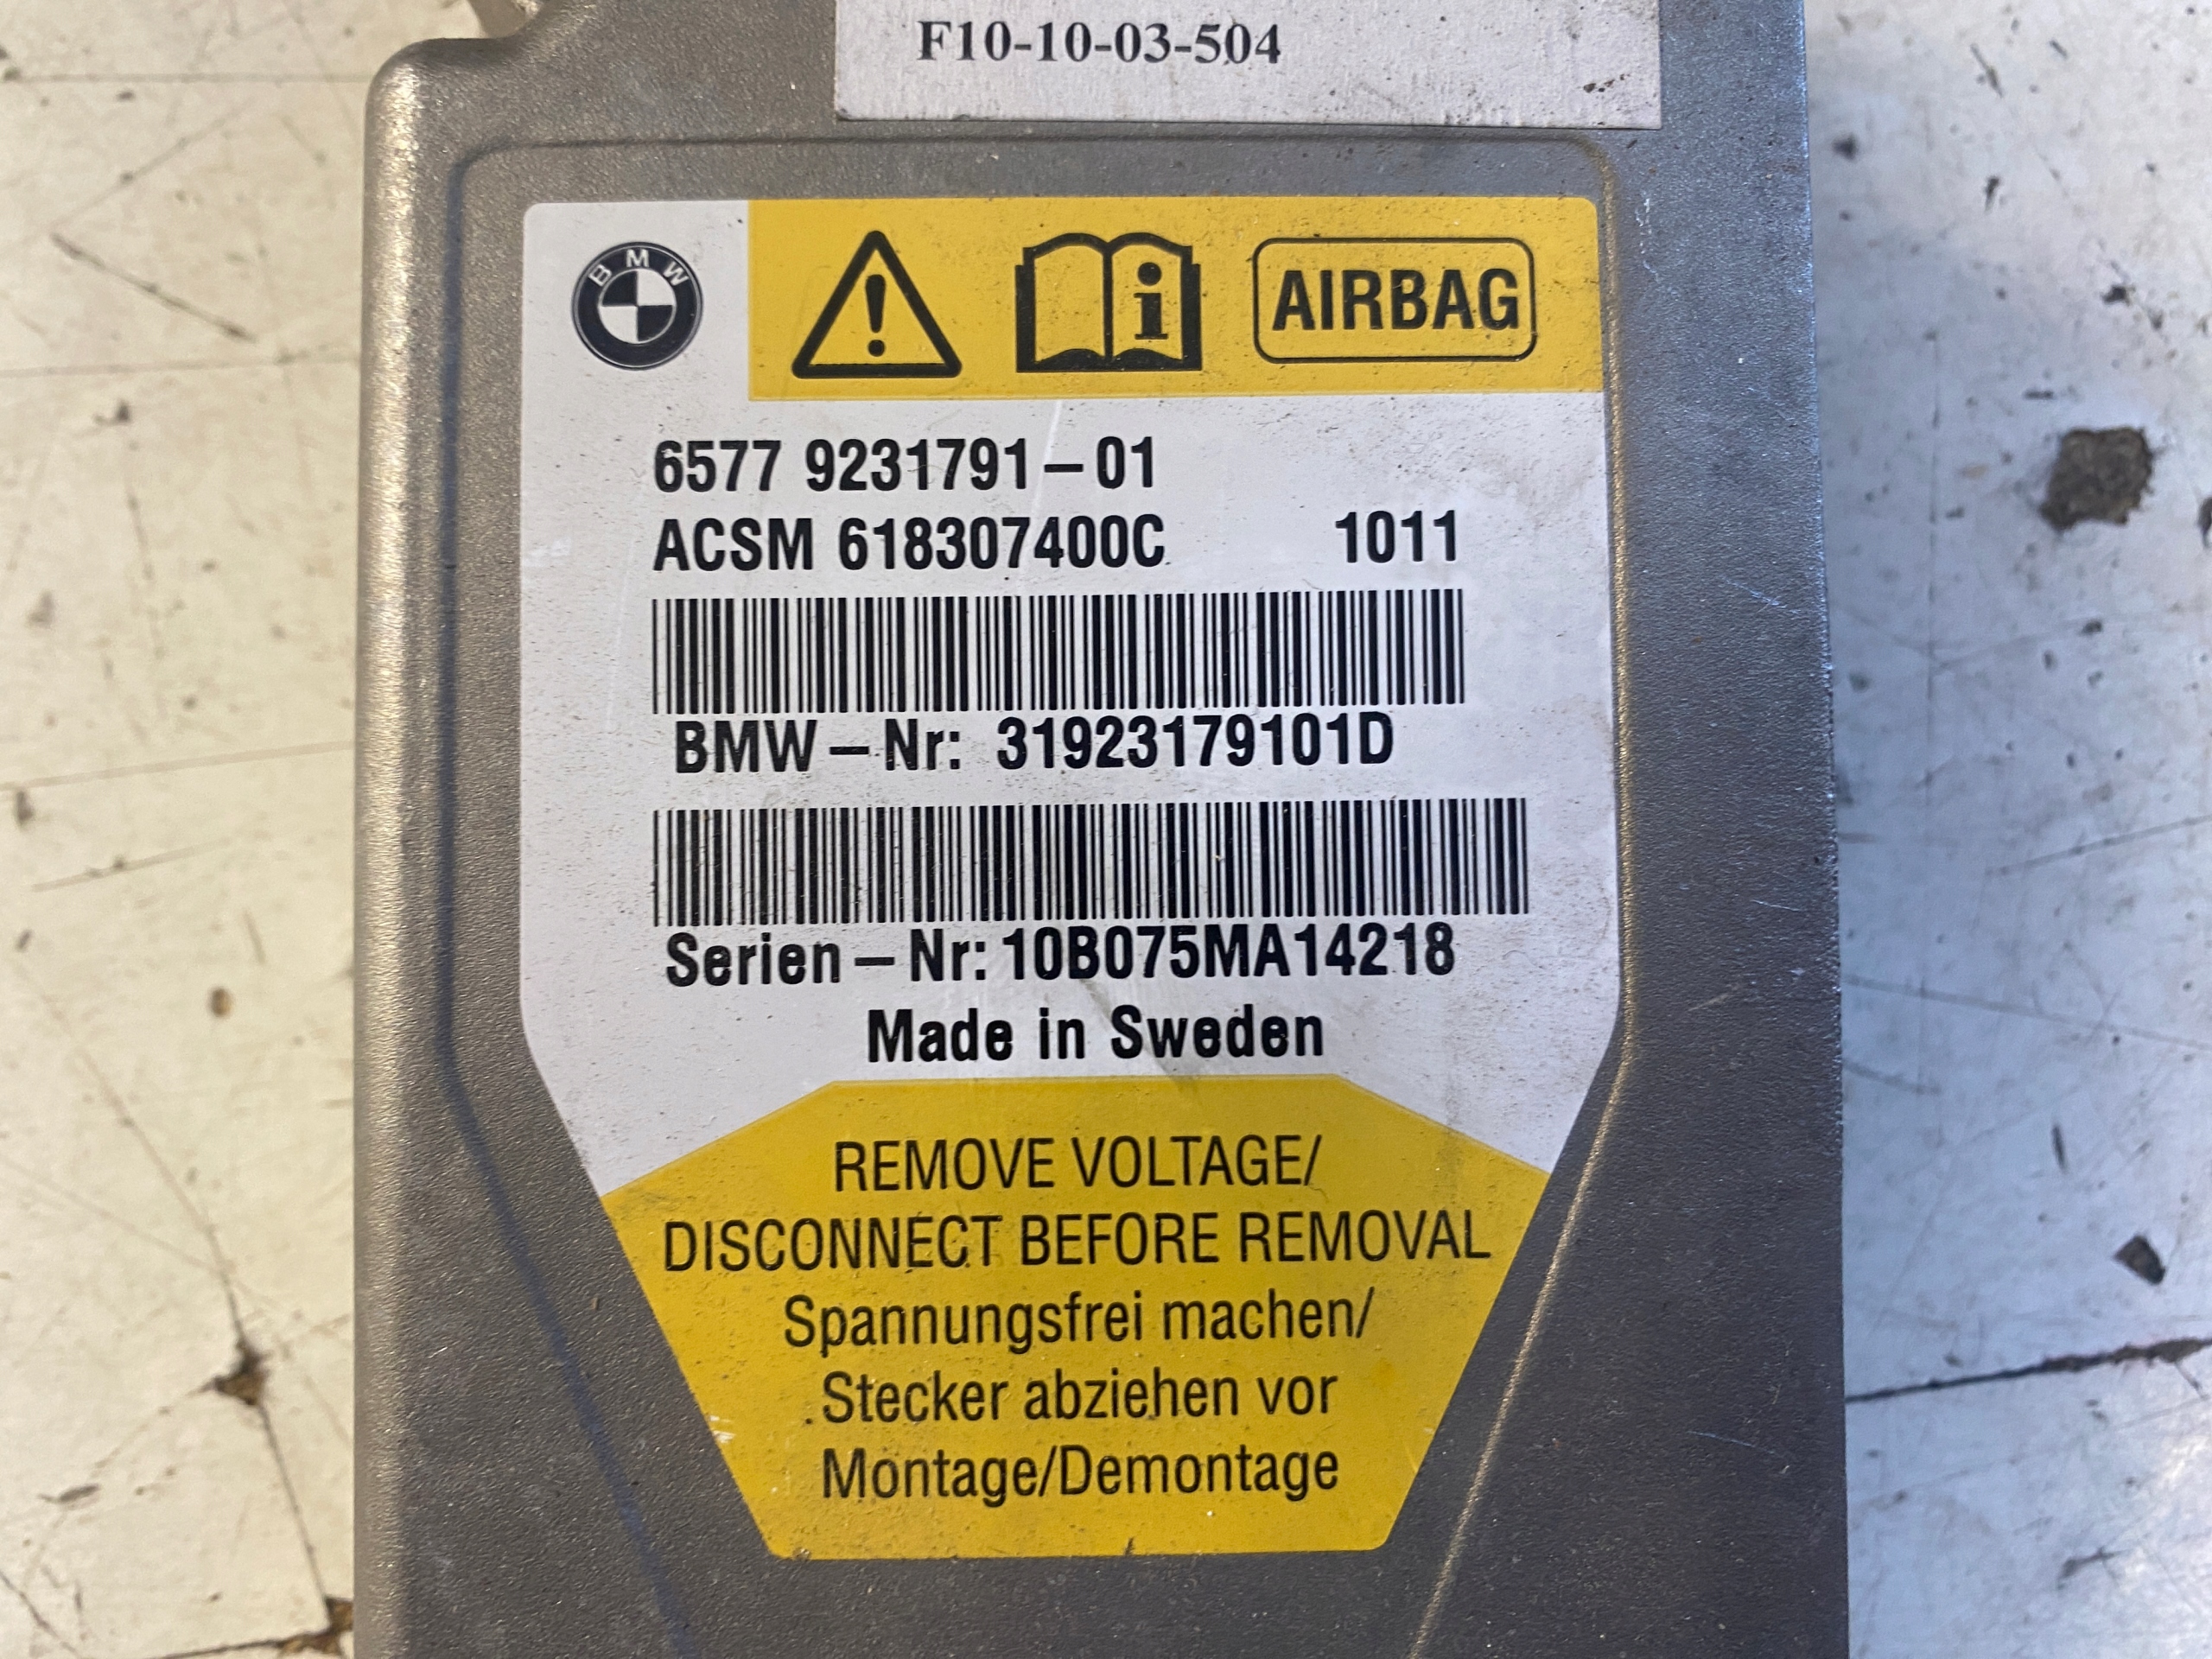 F10-10-03-504
BMW
AIRBAG
6577 9231791-01
ACSM 618307400C 1011
BMW-Nr: 31923179101D
Serien-Nr: 10B075MA14218
Made in Sweden
REMOVE VOLTAGE/
DISCONNECT BEFORE REMOVAL
Spannungsfrei machen/
Stecker abziehen vor
Montage/Demontage